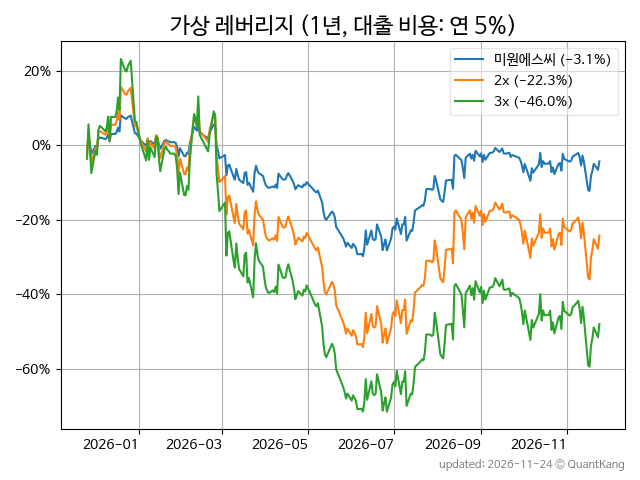 가상 레버리지 (1년, 대출 비용: 연 5%)
미원에스씨 (−3.1%)
2x (−22.3%)
3x (−46.0%)
20%
0%
−20%
−40%
−60%
2026-01 2026-03 2026-05 2026-07 2026-09 2026-11
updated: 2026-11-24 © QuantKang